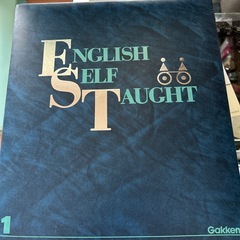 ENGLISH
SELF
TAUGHT
1
Gakken